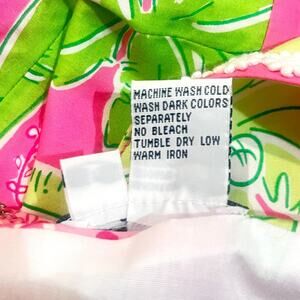 MACHINE WASH COLD
WASH DARK COLORS
SEPARATELY
NO BLEACH
TUMBLE DRY LOW
WARM IRON